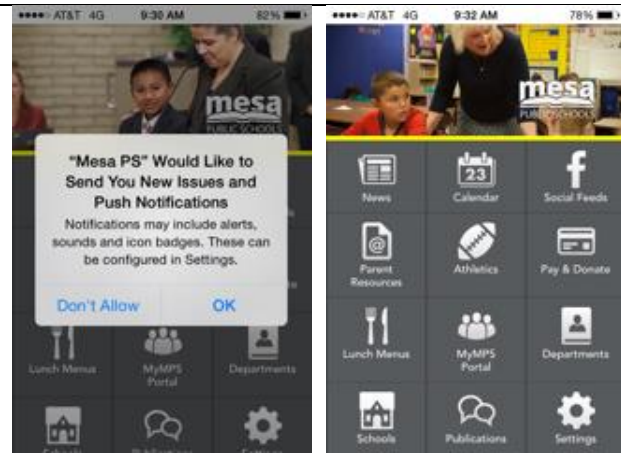 AT&T 4G 9:30 AM 82%
mesa
PUBLIC SCHOOLS
“Mesa PS” Would Like to
Send You New Issues and
Push Notifications
Notifications may include alerts,
sounds and icon badges. These can
be configured in Settings.
Don't Allow OK
Lunch Menus MyMPS
Portal Departments
Schools Publications Settings
AT&T 4G 9:32 AM 78%
mesa
PUBLIC SCHOOLS
23
News Calendar Social Feeds
@
Parent
Resources Athletics Pay & Donate
Lunch Menus MyMPS
Portal Departments
Schools Publications Settings